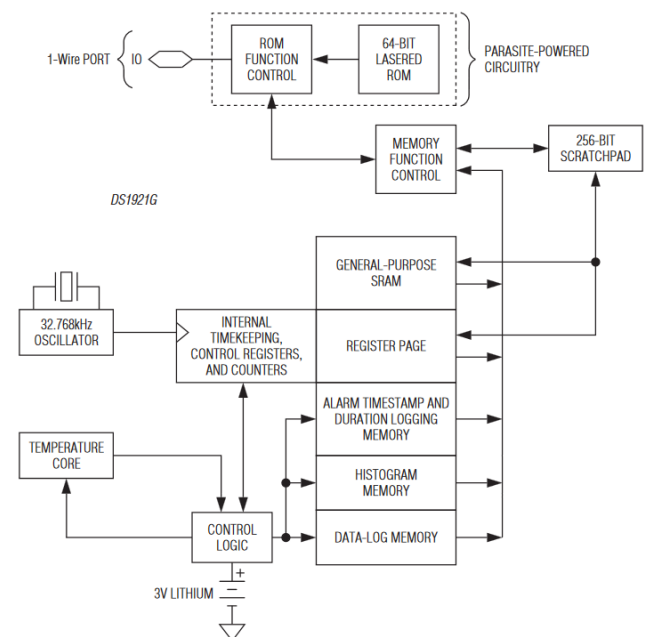 ROM
FUNCTION
CONTROL
64-BIT
LASERED
ROM
1-Wire PORT
IO
PARASITE-POWERED
CIRCUITRY
MEMORY
FUNCTION
CONTROL
256-BIT
SCRATCHPAD
DS1921G
GENERAL-PURPOSE
SRAM
32.768kHz
OSCILLATOR
INTERNAL
TIMEKEEPING,
CONTROL REGISTERS,
AND COUNTERS
REGISTER PAGE
ALARM TIMESTAMP AND
DURATION LOGGING
MEMORY
TEMPERATURE
CORE
HISTOGRAM
MEMORY
CONTROL
LOGIC
DATA-LOG MEMORY
+
3V LITHIUM